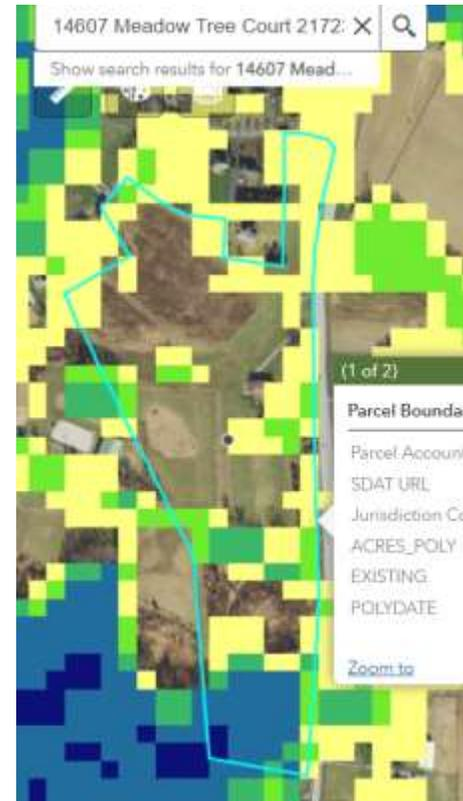 14607 Meadow Tree Court 2172
Show search results for 14607 Mead...
(1 of 2)
Parcel Bounda
Parcel Account
SDAT URL
Jurisdiction Co
ACRES_POLY
EXISTING
POLYDATE
Zoom to